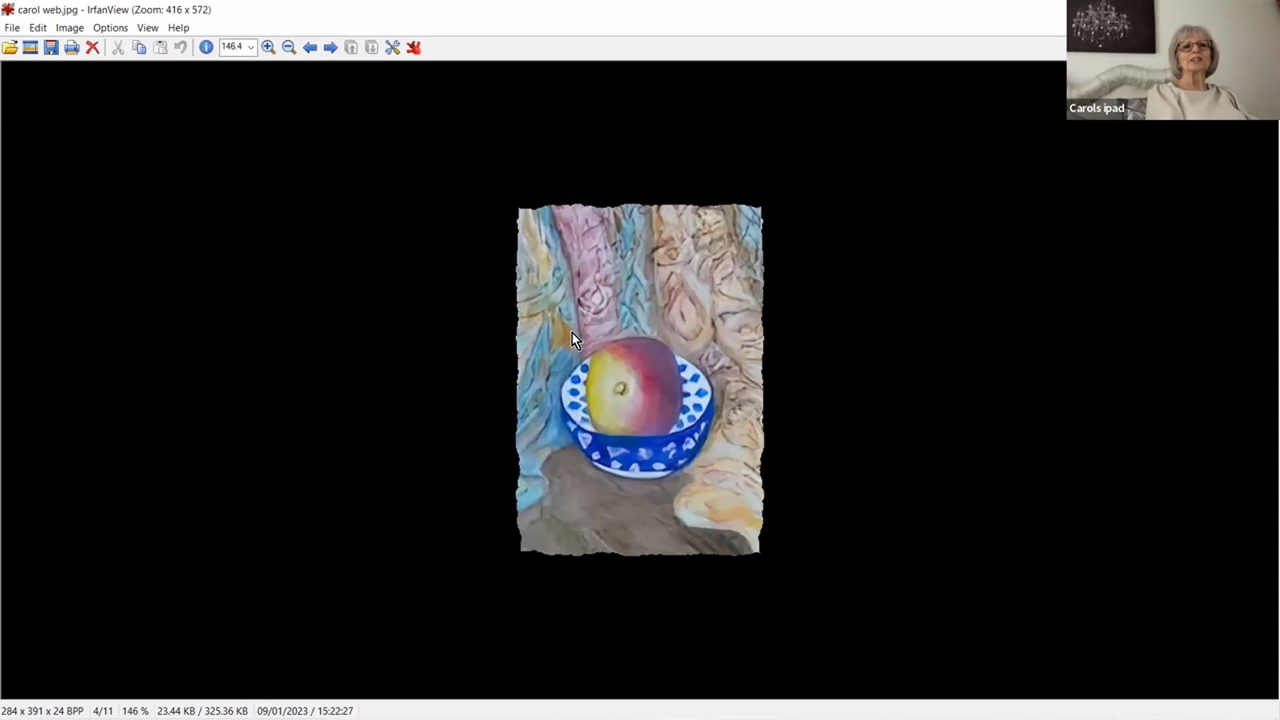 carol web.jpg - IrfanView (Zoom: 416 x 572)
File Edit Image Options View Help
146.4
Carols ipad
284 x 391 x 24 BPP 4/11 146 % 23.44 KB / 325.36 KB 09/01/2023 / 15:22:27